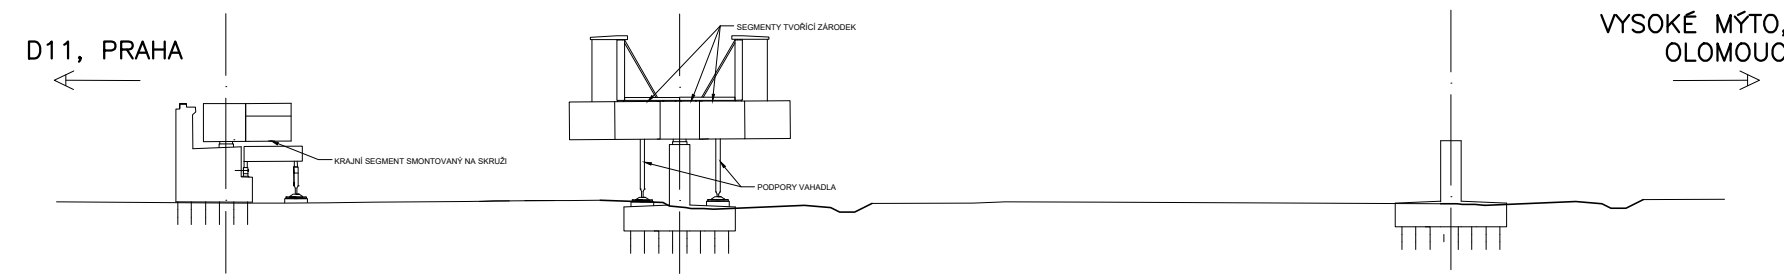 SEGMENTY TVOŘÍCÍ ZÁRODEK
D11, PRAHA
VYSOKÉ MÝTO,
OLOMOUC
KRAJNÍ SEGMENT SMONTOVANÝ NA SKRUŽI
PODPORY VAHADLA